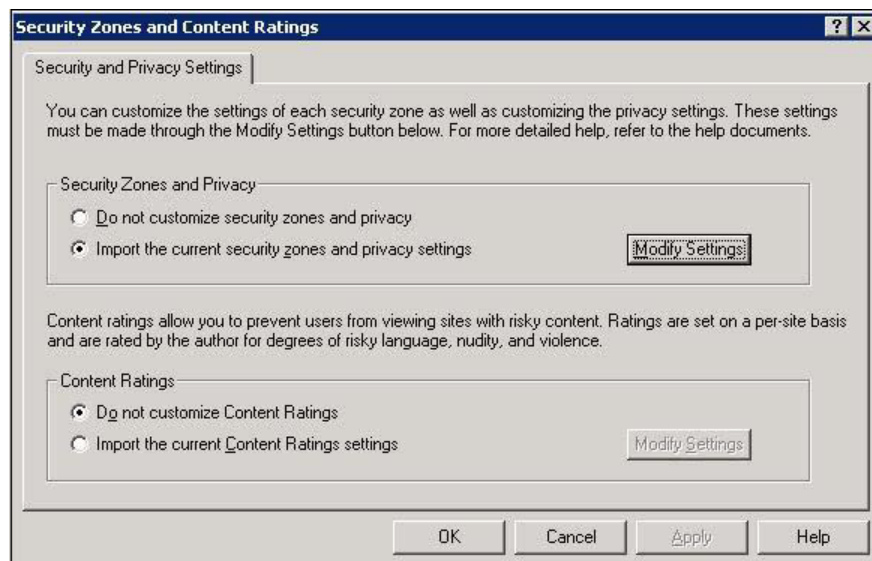 Security Zones and Content Ratings
Security and Privacy Settings
You can customize the settings of each security zone as well as customizing the privacy settings. These settings
must be made through the Modify Settings button below. For more detailed help, refer to the help documents.
Security Zones and Privacy
Do not customize security zones and privacy
Import the current security zones and privacy settings
Modify Settings
Content ratings allow you to prevent users from viewing sites with risky content. Ratings are set on a per-site basis
and are rated by the author for degrees of risky language, nudity, and violence.
Content Ratings
Do not customize Content Ratings
Import the current Content Ratings settings
Modify Settings
OK Cancel Apply Help